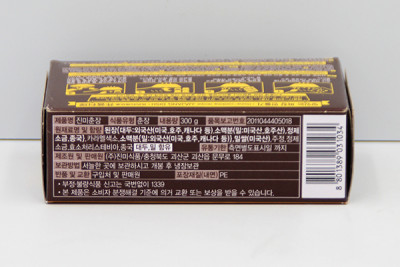 제품명 진미춘장 식품유형 춘장 내용량 300 g 품목보고번호 2011044405018
원재료명 및 함량 된장(대두:외국산(미국,호주,캐나다 등),소맥분(밀:미국산,호주산),정제
소금,종국), 카라멜색소 소맥분(밀:외국산(미국,호주,캐나다 등)),밀쌀(미국산) 주정,정제
소금,효소처리스테비아,종국 대두,밀 함유 유통기한 측면별도표시일 까지
제조원 및 판매원 (주)진미식품/충청북도 괴산군 괴산읍 문무로 184
보관방법 서늘한 곳에 보관하시고 개봉 후 냉장보관
반품 및 교환 구입처 및 판매원 포장재질(내면) PE
• 부정·불량식품 신고는 국번없이 1339
• 본 제품은 소비자 분쟁해결 기준에 의거 교환 또는 보상을 받을 수 있습니다.
8 801389 031234